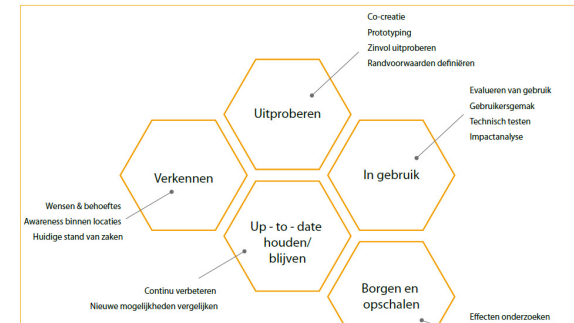 Co-creatie
Prototyping
Zinvol uitproberen
Randvoorwaarden definiëren
Uitproberen
Evalueren van gebruik
Gebruikersgemak
Technisch testen
Impactanalyse
In gebruik
Verkennen
Wensen & behoeftes
Awareness binnen locaties
Huidige stand van zaken
Up - to - date
houden/
blijven
Continu verbeteren
Nieuwe mogelijkheden vergelijken
Borgen en
opschalen
Effecten onderzoeken